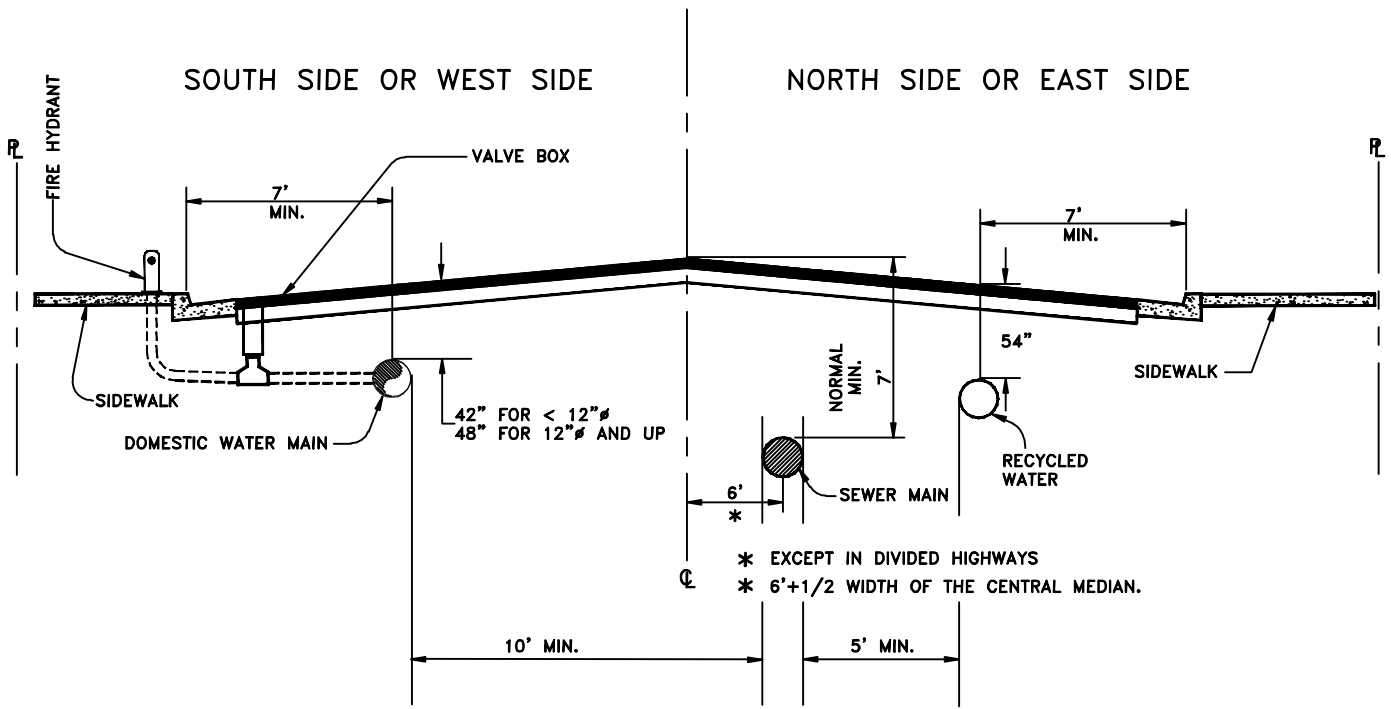 SOUTH SIDE OR WEST SIDE
NORTH SIDE OR EAST SIDE
PL
FIRE HYDRANT
VALVE BOX
PL
7'
MIN.
7'
MIN.
54"
NORMAL
MIN.
7'
SIDEWALK
SIDEWALK
42" FOR < 12"ø
48" FOR 12"ø AND UP
DOMESTIC WATER MAIN
RECYCLED
WATER
6'
*
SEWER MAIN
* EXCEPT IN DIVIDED HIGHWAYS
* 6'+1/2 WIDTH OF THE CENTRAL MEDIAN.
CL
10' MIN.
5' MIN.